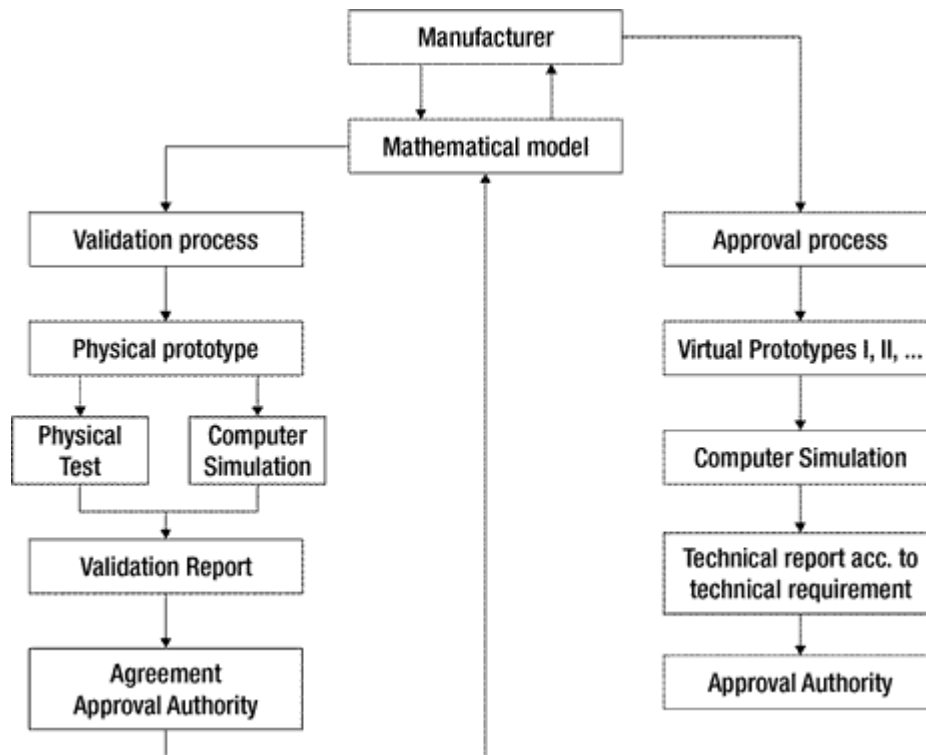 Manufacturer
Mathematical model
Validation process
Approval process
Physical prototype
Virtual Prototypes I, II, ...
Physical
Test
Computer
Simulation
Computer Simulation
Validation Report
Technical report acc. to
technical requirement
Agreement
Approval Authority
Approval Authority